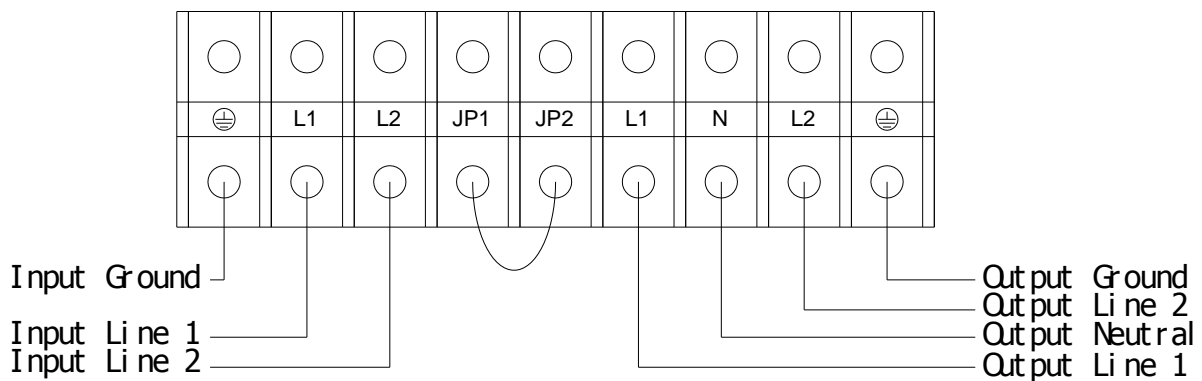 L1 L2 JP1 JP2 L1 N L2
Input Ground
Input Line 1
Input Line 2
Output Ground
Output Line 2
Output Neutral
Output Line 1